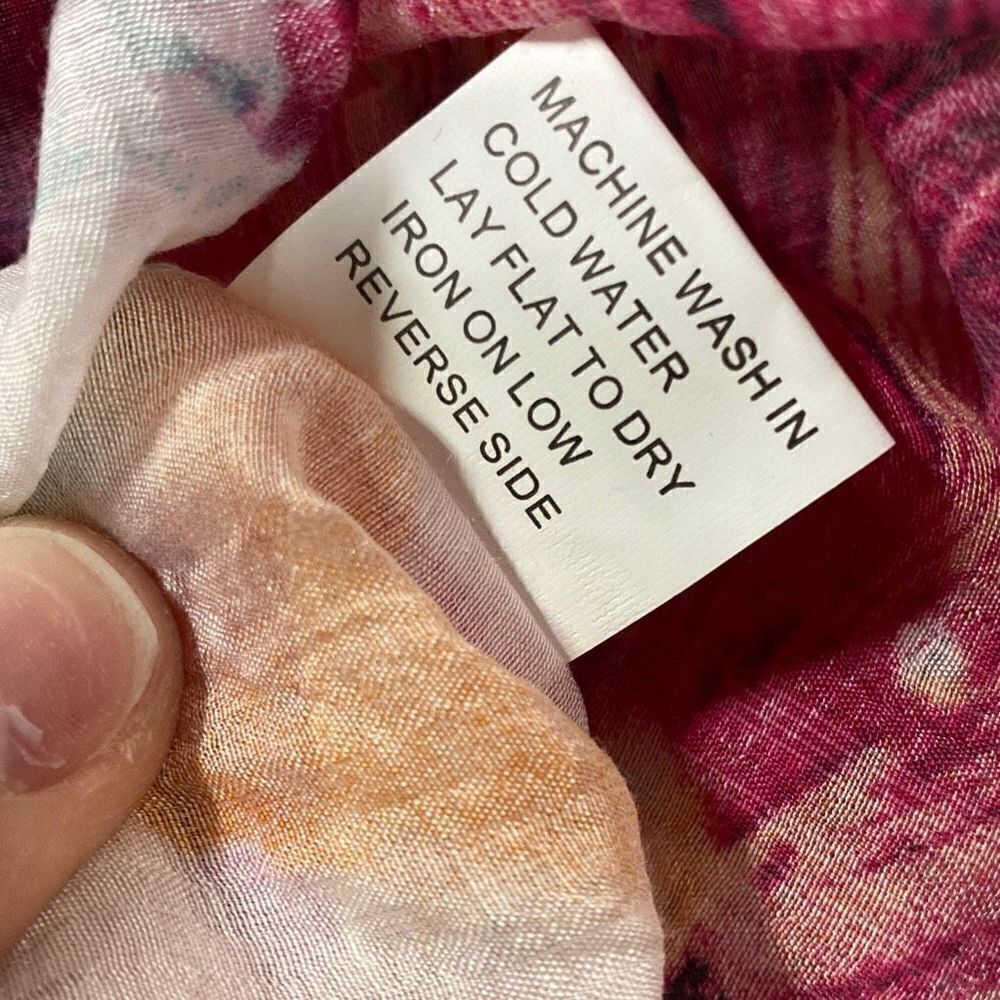 MACHINE WASH IN
COLD WATER
LAY FLAT TO DRY
IRON ON LOW
REVERSE SIDE